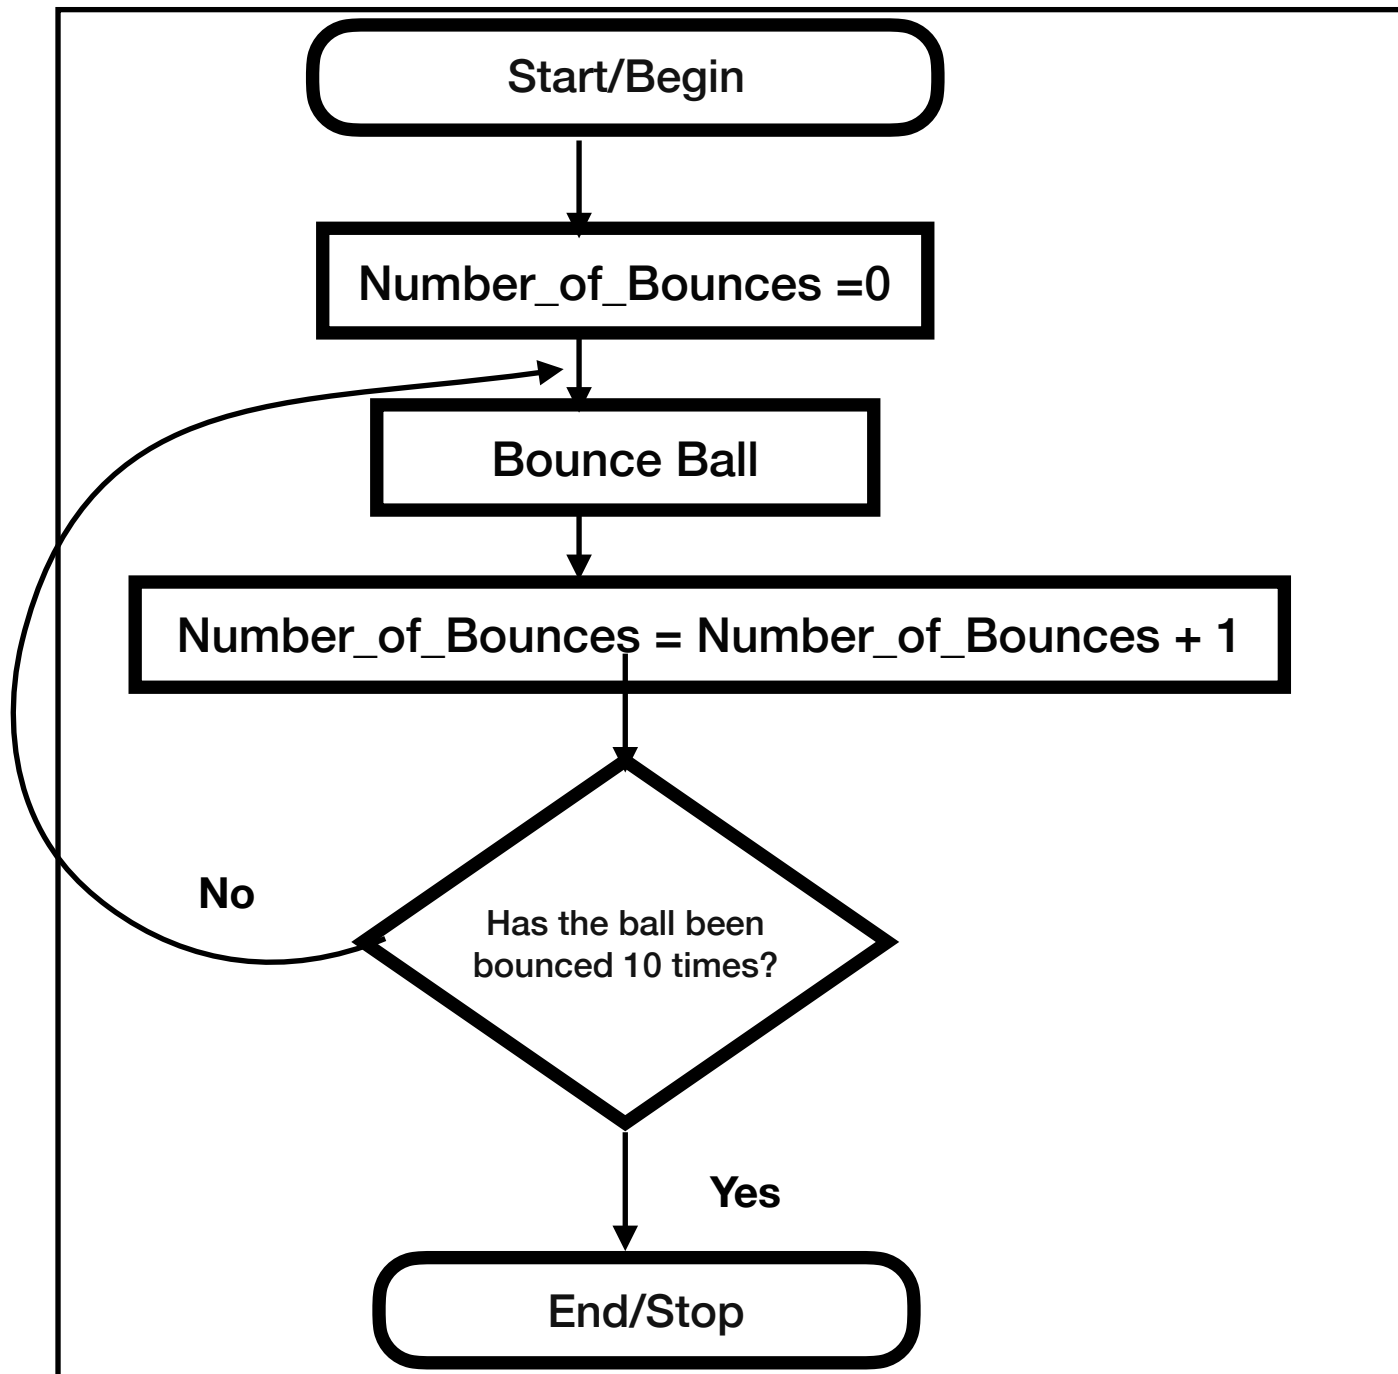 Start/Begin
Number_of_Bounces =0
Bounce Ball
Number_of_Bounces = Number_of_Bounces + 1
No
Has the ball been
bounced 10 times?
Yes
End/Stop